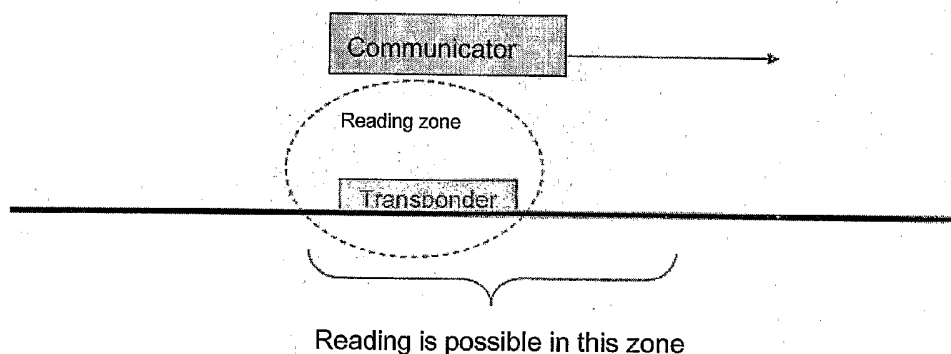 Communicator
Reading zone
Transbonder
Reading is possible in this zone